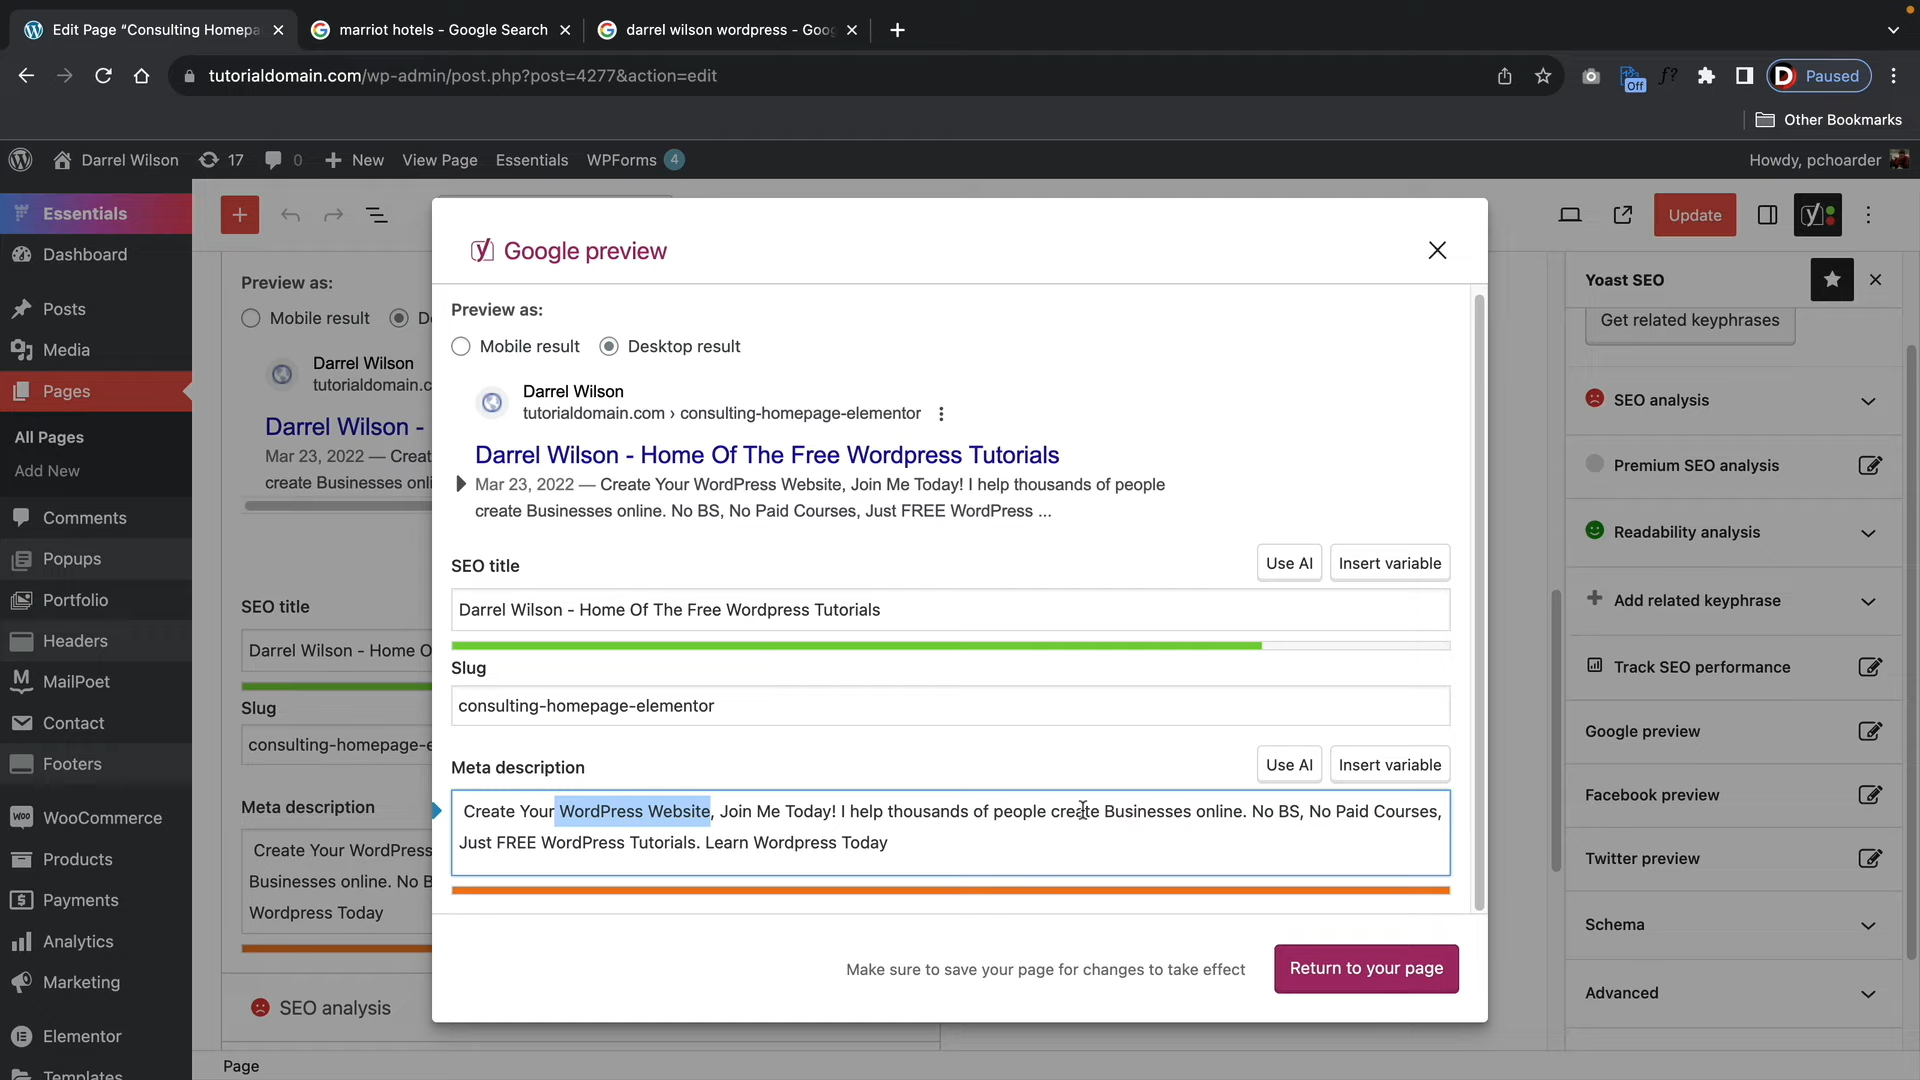 Edit Page “Consulting Homepa
marriot hotels - Google Search
darrel wilson wordpress - Goo
tutorialdomain.com/wp-admin/post.php?post=4277&action=edit
Off
f?
D Paused
Other Bookmarks
Darrel Wilson
17
0
New
View Page
Essentials
WPForms 4
Howdy, pchoarder
Essentials
Dashboard
Posts
Media
Pages
All Pages
Add New
Comments
Popups
Portfolio
Headers
MailPoet
Contact
Footers
WooCommerce
Products
Payments
Analytics
Marketing
Elementor
Templates
Update
Preview as:
Mobile result
D
Darrel Wilson
tutorialdomain.c
Darrel Wilson -
Mar 23, 2022 — Creat
create Businesses onli
SEO title
Darrel Wilson - Home O
Slug
consulting-homepage-e
Meta description
Create Your WordPress
Businesses online. No B
Wordpress Today
SEO analysis
Page
Google preview
Preview as:
Mobile result
Desktop result
Darrel Wilson
tutorialdomain.com › consulting-homepage-elementor
Darrel Wilson - Home Of The Free Wordpress Tutorials
Mar 23, 2022 — Create Your WordPress Website, Join Me Today! I help thousands of people
create Businesses online. No BS, No Paid Courses, Just FREE WordPress ...
SEO title
Use AI
Insert variable
Darrel Wilson - Home Of The Free Wordpress Tutorials
Slug
consulting-homepage-elementor
Meta description
Use AI
Insert variable
Create Your WordPress Website, Join Me Today! I help thousands of people create Businesses online. No BS, No Paid Courses,
Just FREE WordPress Tutorials. Learn Wordpress Today
Make sure to save your page for changes to take effect
Return to your page
Yoast SEO
Get related keyphrases
SEO analysis
Premium SEO analysis
Readability analysis
Add related keyphrase
Track SEO performance
Google preview
Facebook preview
Twitter preview
Schema
Advanced